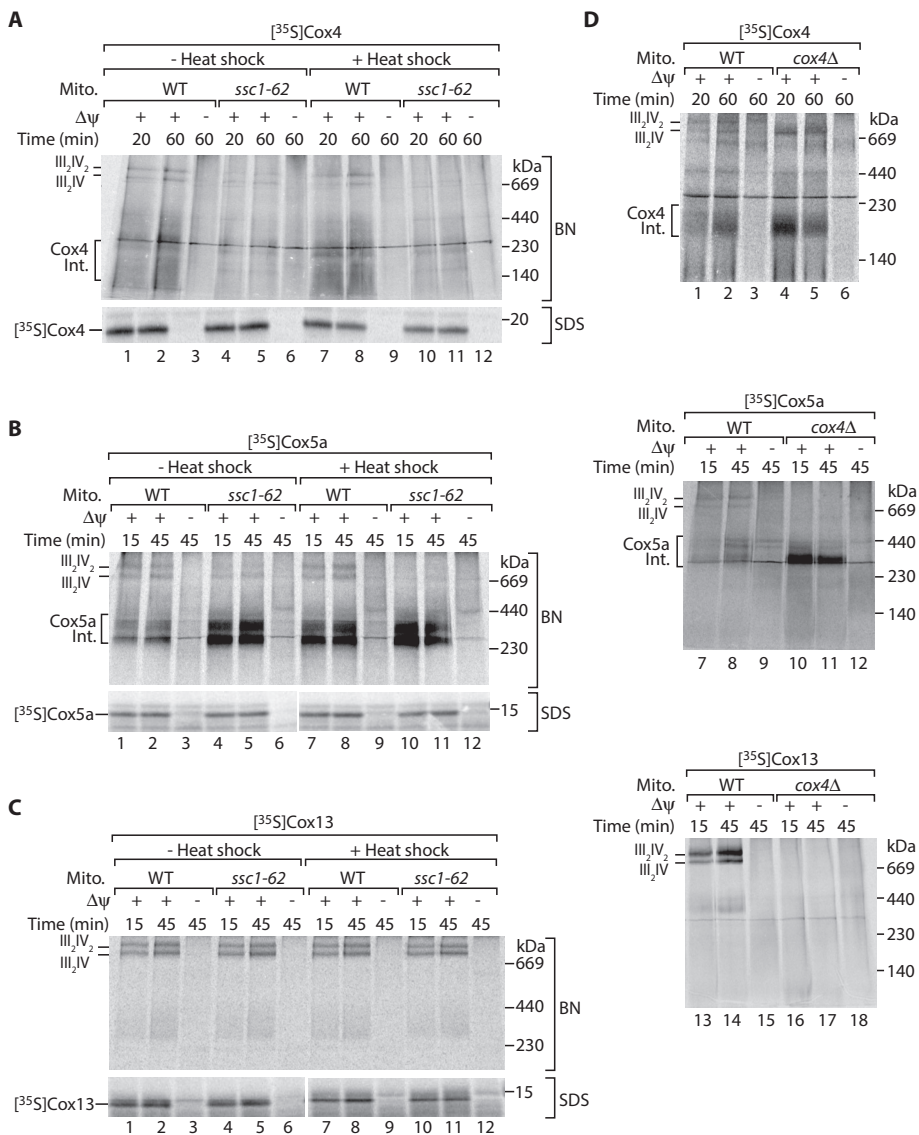 A
[³⁵S]Cox4
- Heat shock + Heat shock
Mito. WT ssc1-62 WT ssc1-62
Δψ + + - + + - + + - + + -
Time (min) 20 60 60 20 60 60 20 60 60 20 60 60
III₂IV₂
III₂IV
kDa
669
440
230
140
Cox4
Int.
BN
[³⁵S]Cox4
20
SDS
1 2 3 4 5 6 7 8 9 10 11 12
B
[³⁵S]Cox5a
- Heat shock + Heat shock
Mito. WT ssc1-62 WT ssc1-62
Δψ + + - + + - + + - + + -
Time (min) 15 45 45 15 45 45 15 45 45 15 45 45
III₂IV₂
III₂IV
kDa
669
440
230
Cox5a
Int.
BN
[³⁵S]Cox5a
15
SDS
1 2 3 4 5 6 7 8 9 10 11 12
C
[³⁵S]Cox13
- Heat shock + Heat shock
Mito. WT ssc1-62 WT ssc1-62
Δψ + + - + + - + + - + + -
Time (min) 15 45 45 15 45 45 15 45 45 15 45 45
III₂IV₂
III₂IV
kDa
669
440
230
BN
[³⁵S]Cox13
15
SDS
1 2 3 4 5 6 7 8 9 10 11 12
D
[³⁵S]Cox4
Mito. WT cox4Δ
Δψ + + - + + -
Time (min) 20 60 60 20 60 60
III₂IV₂
III₂IV
kDa
669
440
230
140
Cox4
Int.
1 2 3 4 5 6
[³⁵S]Cox5a
Mito. WT cox4Δ
Δψ + + - + + -
Time (min) 15 45 45 15 45 45
III₂IV₂
III₂IV
kDa
669
440
230
140
Cox5a
Int.
7 8 9 10 11 12
[³⁵S]Cox13
Mito. WT cox4Δ
Δψ + + - + + -
Time (min) 15 45 45 15 45 45
III₂IV₂
III₂IV
kDa
669
440
230
140
13 14 15 16 17 18